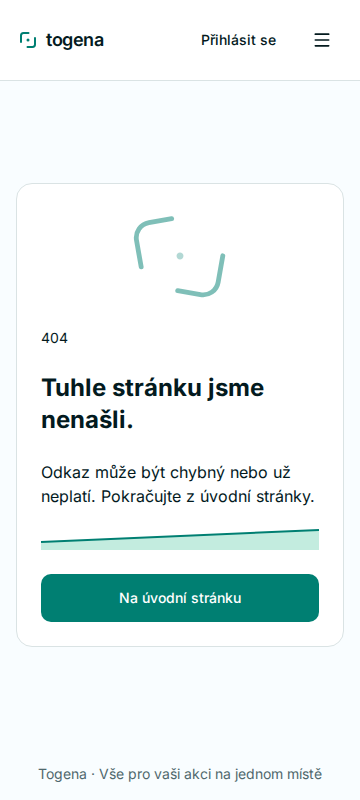 togena
Přihlásit se
404
Tuhle stránku jsme
nenašli.
Odkaz může být chybný nebo už
neplatí. Pokračujte z úvodní stránky.
Na úvodní stránku
Togena · Vše pro vaši akci na jednom místě